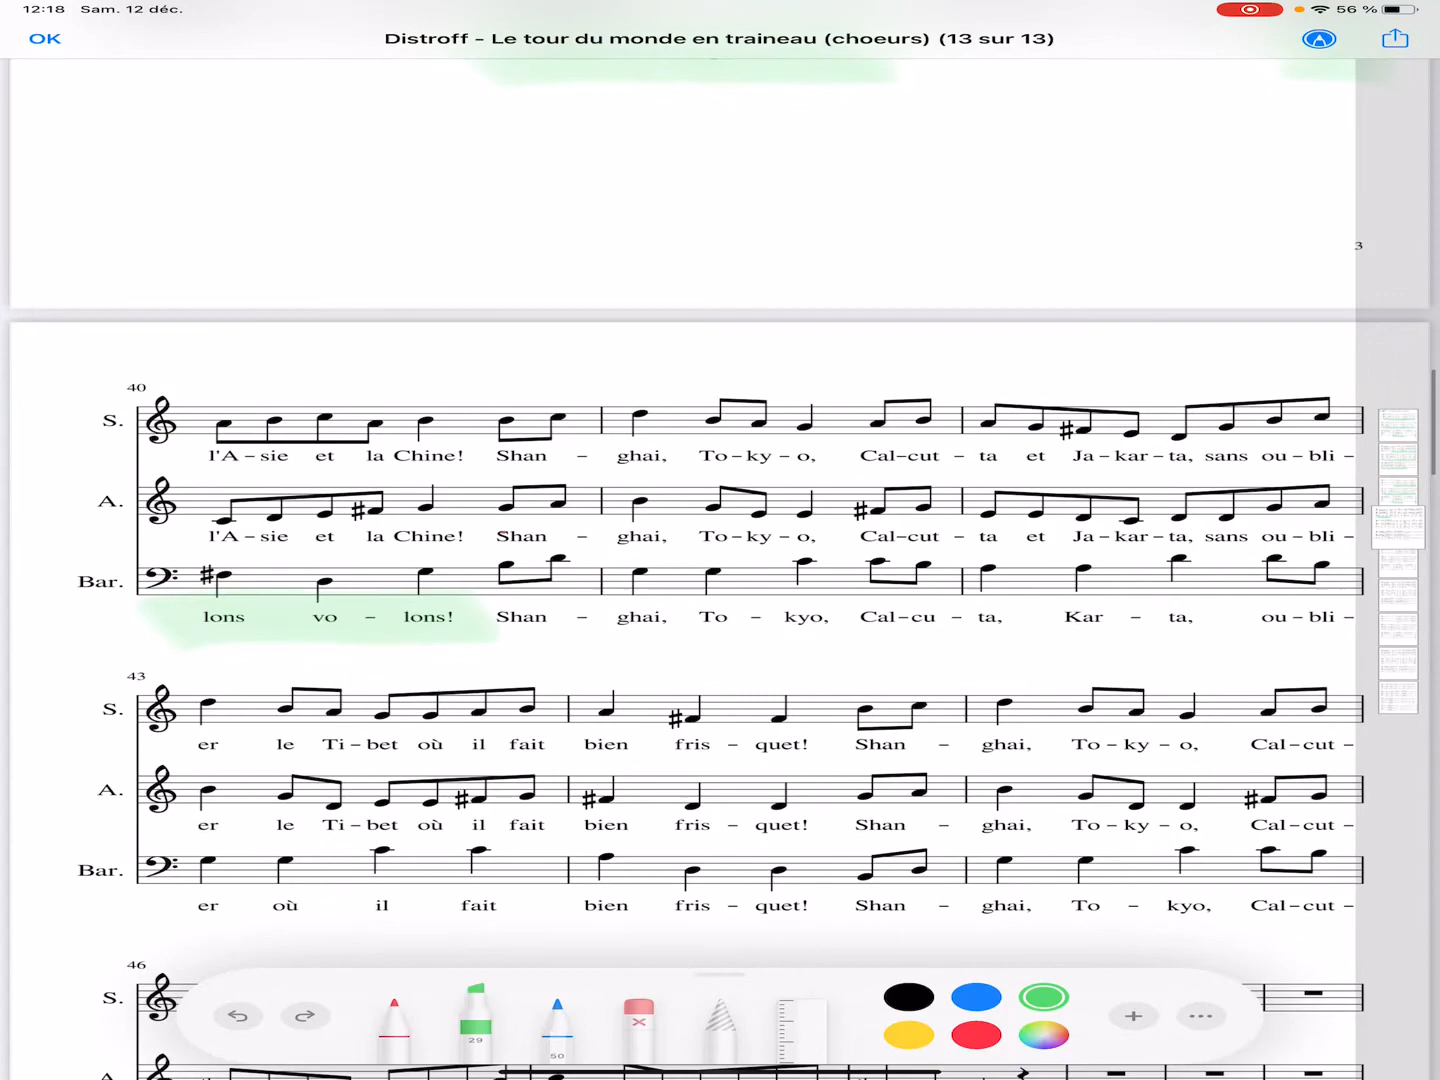 12:18 Sam. 12 déc. 56 %
OK Distroff - Le tour du monde en traineau (choeurs) (13 sur 13)
3
40
S.
l'A - sie et la Chine! Shan - ghai, To - ky - o, Cal - cut - ta et Ja - kar - ta, sans ou - bli -
A.
l'A - sie et la Chine! Shan - ghai, To - ky - o, Cal - cut - ta et Ja - kar - ta, sans ou - bli -
Bar.
lons vo - lons! Shan - ghai, To - kyo, Cal - cu - ta, Kar - ta, ou - bli -
43
S.
er le Ti - bet où il fait bien fris - quet! Shan - ghai, To - ky - o, Cal - cut -
A.
er le Ti - bet où il fait bien fris - quet! Shan - ghai, To - ky - o, Cal - cut -
Bar.
er où il fait bien fris - quet! Shan - ghai, To - kyo, Cal - cut -
46
S.
A
29
50